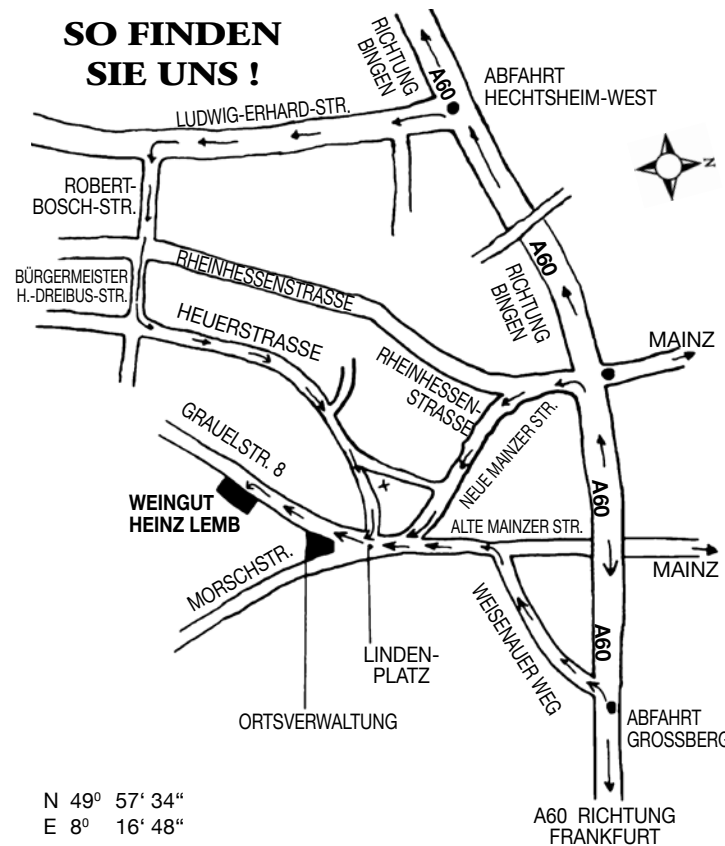 SO FINDEN
SIE UNS !
RICHTUNG
BINGEN
A60
ABFAHRT
HECHTSHEIM-WEST
LUDWIG-ERHARD-STR.
N
ROBERT-
BOSCH-STR.
A60
RICHTUNG
BINGEN
BÜRGERMEISTER
H.-DREIBUS-STR.
RHEINHESSENSTRASSE
HEUERSTRASSE
MAINZ
RHEINHESSEN-
STRASSE
GRAUELSTR. 8
NEUE MAINZER STR.
x
WEINGUT
HEINZ LEMB
A60
ALTE MAINZER STR.
MAINZ
MORSCHSTR.
WEISENAUER WEG
A60
LINDEN-
PLATZ
ORTSVERWALTUNG
ABFAHRT
GROSSBERG
N 49⁰ 57‘ 34“
E 8⁰ 16‘ 48“
A60 RICHTUNG
FRANKFURT